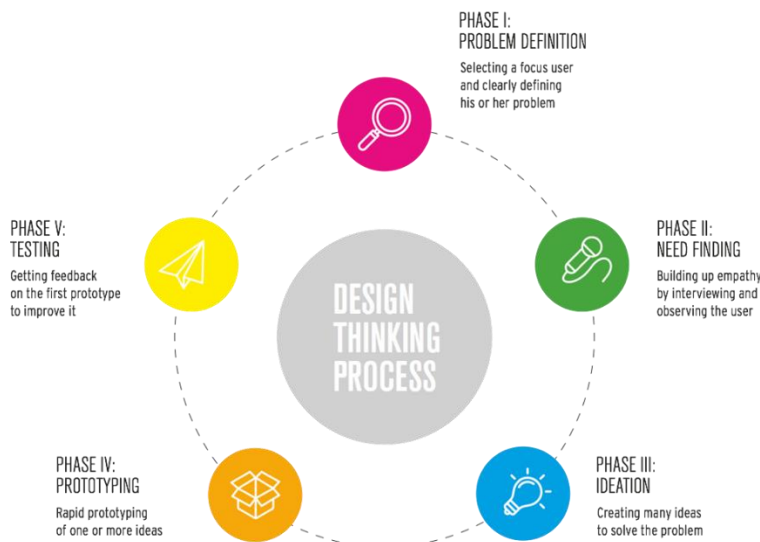 PHASE I:
PROBLEM DEFINITION
Selecting a focus user
and clearly defining
his or her problem
PHASE II:
NEED FINDING
Building up empathy
by interviewing and
observing the user
PHASE III:
IDEATION
Creating many ideas
to solve the problem
PHASE IV:
PROTOTYPING
Rapid prototyping
of one or more ideas
PHASE V:
TESTING
Getting feedback
on the first prototype
to improve it
DESIGN
THINKING
PROCESS